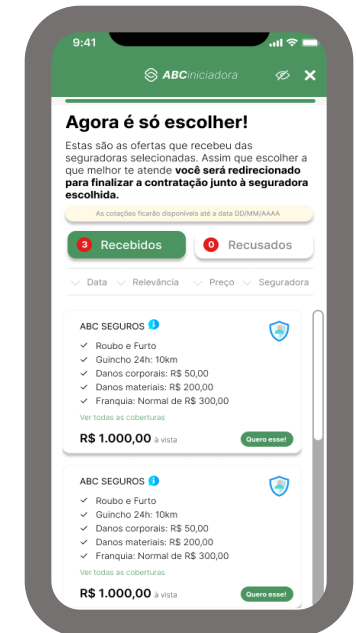 9:41
ABCiniciadora
Agora é só escolher!
Estas são as ofertas que recebeu das
seguradoras selecionadas. Assim que escolher a
que melhor te atende você será redirecionado
para finalizar a contratação junto à seguradora
escolhida.
As cotações ficarão disponíveis até a data DD/MM/AAAA
3 Recebidos 0 Recusados
Data Relevância Preço Seguradora
ABC SEGUROS i
Roubo e Furto
Guincho 24h: 10km
Danos corporais: R$ 50,00
Danos materiais: R$ 200,00
Franquia: Normal de R$ 300,00
Ver todas as coberturas
R$ 1.000,00 à vista Quero esse!
ABC SEGUROS i
Roubo e Furto
Guincho 24h: 10km
Danos corporais: R$ 50,00
Danos materiais: R$ 200,00
Franquia: Normal de R$ 300,00
Ver todas as coberturas
R$ 1.000,00 à vista Quero esse!